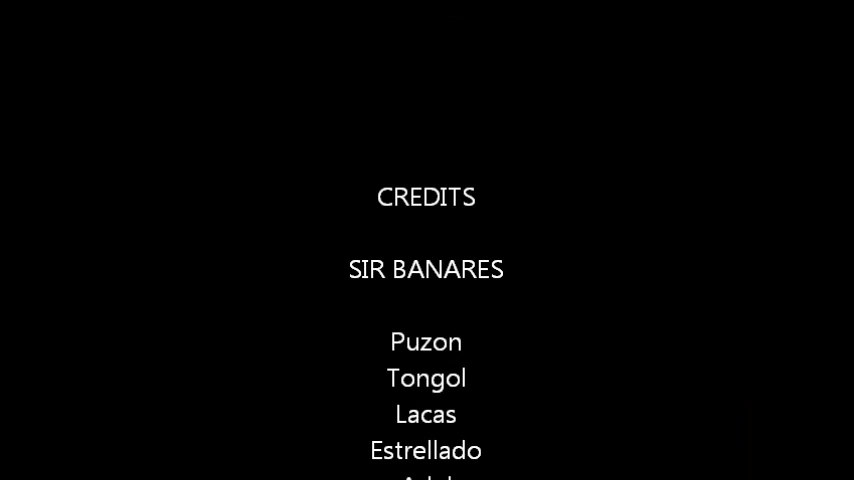 CREDITS
SIR BANARES
Puzon
Tongol
Lacas
Estrellado